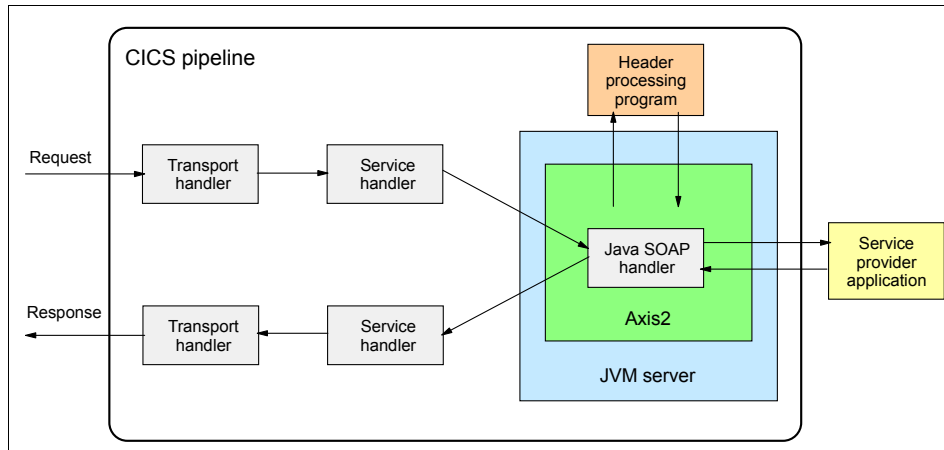 CICS pipeline
Header
processing
program
Request
Transport
handler
Service
handler
Java SOAP
handler
Service
provider
application
Response
Transport
handler
Service
handler
Axis2
JVM server